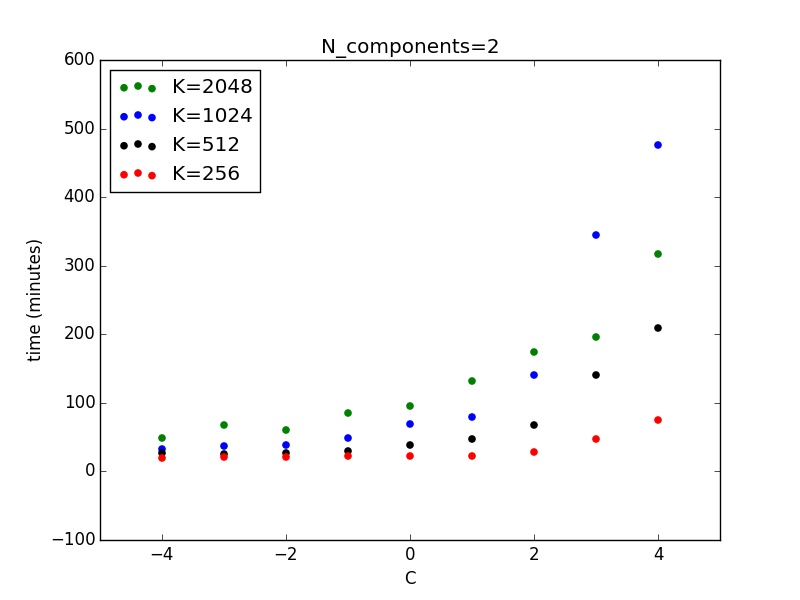 N_components=2
600
500
400
300
200
100
0
−100
time (minutes)
K=2048
K=1024
K=512
K=256
−4 −2 0 2 4
C